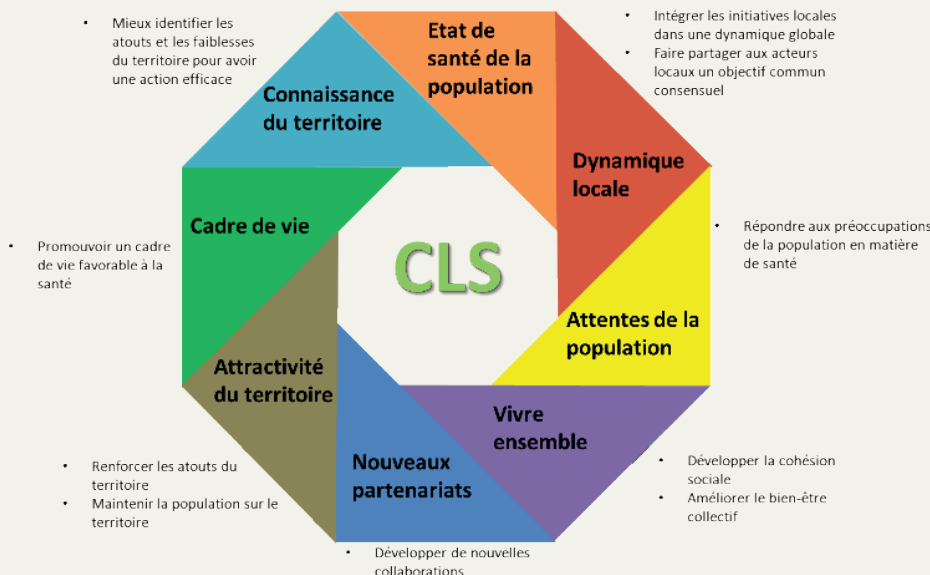 • Mieux identifier les
atouts et les faiblesses
du territoire pour avoir
une action efficace
Etat de
santé de la
population
• Intégrer les initiatives locales
dans une dynamique globale
• Faire partager aux acteurs
locaux un objectif commun
consensuel
Connaissance
du territoire
Dynamique
locale
Cadre de vie
• Promouvoir un cadre
de vie favorable à la
santé
CLS
• Répondre aux préoccupations
de la population en matière
de santé
Attentes de la
population
Attractivité
du territoire
Vivre
ensemble
Nouveaux
partenariats
• Renforcer les atouts du
territoire
• Maintenir la population sur le
territoire
• Développer la cohésion
sociale
• Améliorer le bien-être
collectif
• Développer de nouvelles
collaborations